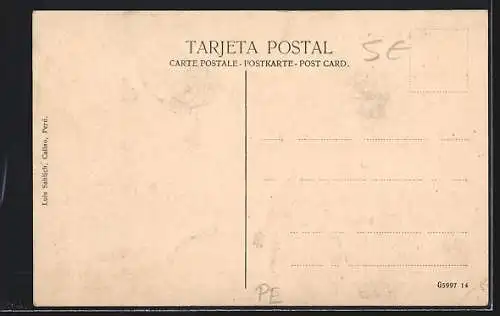 TARJETA POSTAL
5E
CARTE POSTALE - POSTKARTE - POST CARD.
Luis Sablich, Callao, Perú.
G5997 14
PE